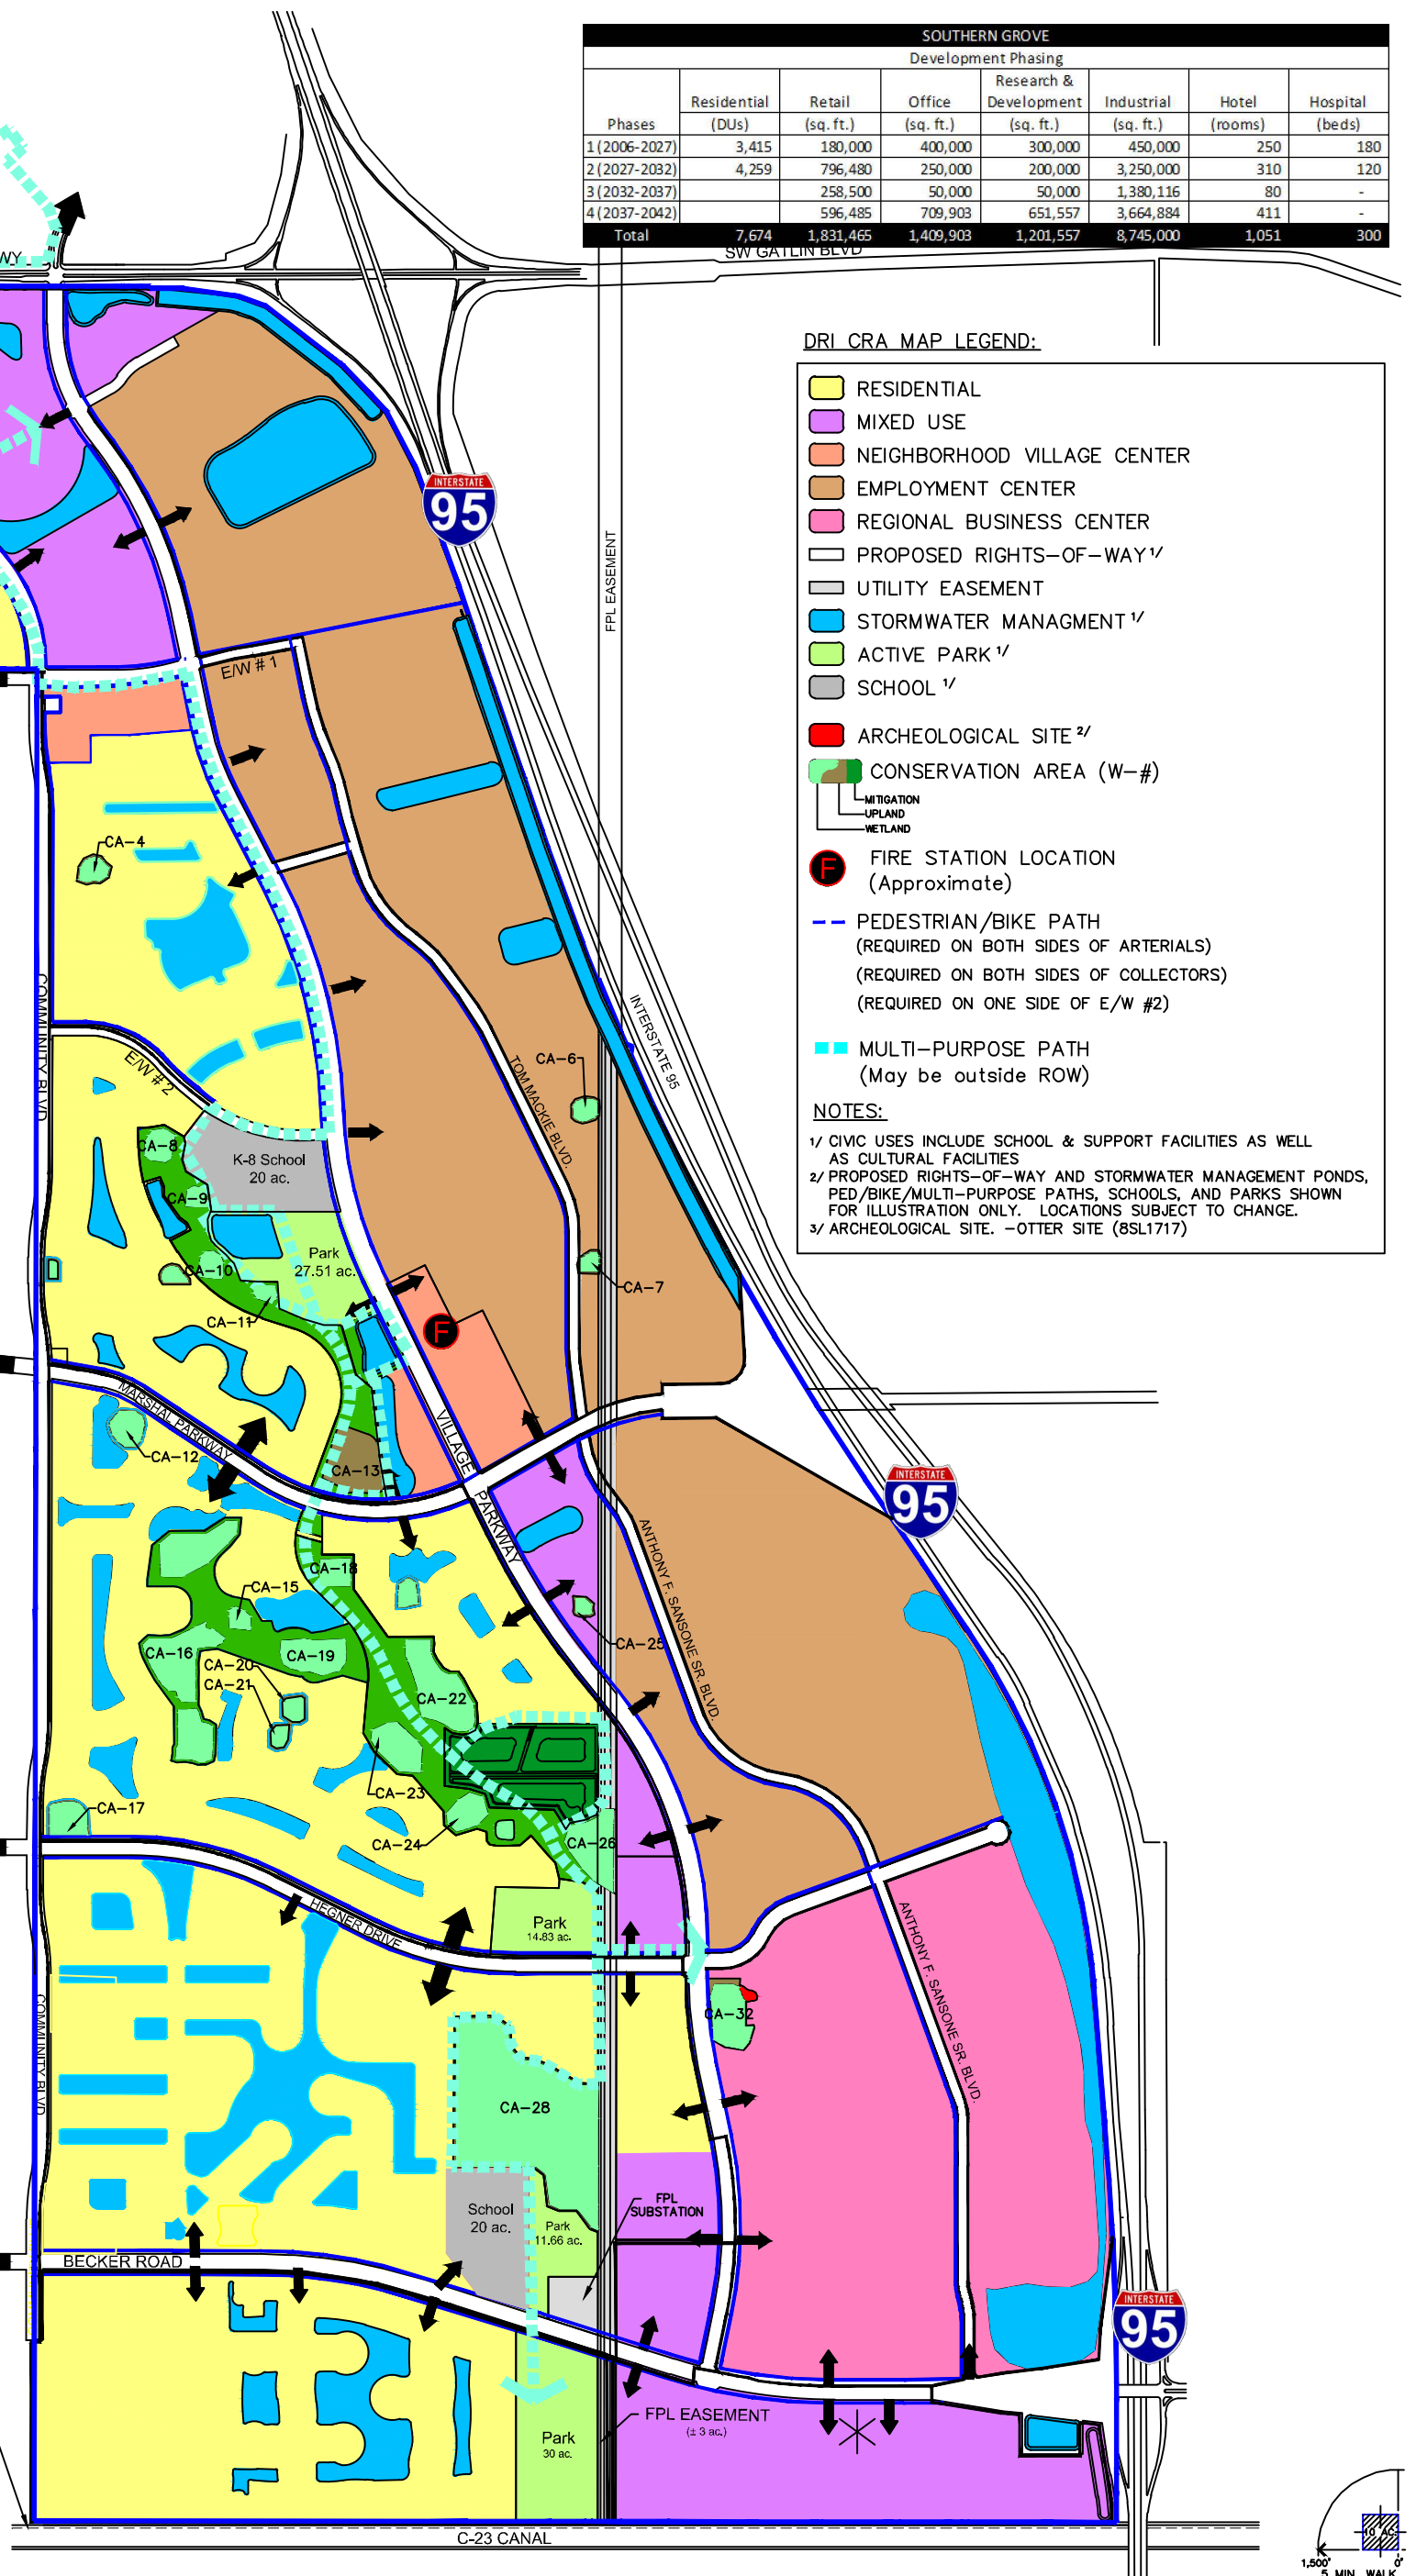 SOUTHERN GROVE
Development Phasing
Phases Residential (DUs) Retail (sq. ft.) Office (sq. ft.) Research & Development (sq. ft.) Industrial (sq. ft.) Hotel (rooms) Hospital (beds)
1 (2006-2027) 3,415 180,000 400,000 300,000 450,000 250 180
2 (2027-2032) 4,259 796,480 250,000 200,000 3,250,000 310 120
3 (2032-2037) 258,500 50,000 50,000 1,380,116 80 -
4 (2037-2042) 596,485 709,903 651,557 3,664,884 411 -
Total 7,674 1,831,465 1,409,903 1,201,557 8,745,000 1,051 300
WY
SW GATLIN BLVD
DRI CRA MAP LEGEND:
RESIDENTIAL
MIXED USE
NEIGHBORHOOD VILLAGE CENTER
EMPLOYMENT CENTER
REGIONAL BUSINESS CENTER
PROPOSED RIGHTS-OF-WAY 1/
UTILITY EASEMENT
STORMWATER MANAGMENT 1/
ACTIVE PARK 1/
SCHOOL 1/
ARCHEOLOGICAL SITE 2/
CONSERVATION AREA (W-#)
MITIGATION
UPLAND
WETLAND
F
FIRE STATION LOCATION
(Approximate)
PEDESTRIAN/BIKE PATH
(REQUIRED ON BOTH SIDES OF ARTERIALS)
(REQUIRED ON BOTH SIDES OF COLLECTORS)
(REQUIRED ON ONE SIDE OF E/W #2)
MULTI-PURPOSE PATH
(May be outside ROW)
NOTES:
1/ CIVIC USES INCLUDE SCHOOL & SUPPORT FACILITIES AS WELL
AS CULTURAL FACILITIES
2/ PROPOSED RIGHTS-OF-WAY AND STORMWATER MANAGEMENT PONDS,
PED/BIKE/MULTI-PURPOSE PATHS, SCHOOLS, AND PARKS SHOWN
FOR ILLUSTRATION ONLY. LOCATIONS SUBJECT TO CHANGE.
3/ ARCHEOLOGICAL SITE. -OTTER SITE (8SL1717)
INTERSTATE
95
FPL EASEMENT
E/W # 1
CA-4
COMMUNITY BLVD
INTERSTATE 95
E/W # 2
TOM MACKIE BLVD.
CA-6
CA-8
K-8 School
20 ac.
CA-9
Park
27.51 ac.
CA-10
CA-7
CA-11
F
MARSHAL PARKWAY
VILLAGE
PARKWAY
CA-12
CA-13
INTERSTATE
95
ANTHONY F. SANSONE SR. BLVD.
CA-18
CA-15
CA-25
CA-16
CA-19
CA-20
CA-21
CA-22
CA-23
CA-17
CA-24
CA-26
HEGNER DRIVE
Park
14.83 ac.
ANTHONY F. SANSONE SR. BLVD.
COMMUNITY BLVD
CA-32
CA-28
FPL
SUBSTATION
School
20 ac.
Park
11.66 ac.
BECKER ROAD
INTERSTATE
95
FPL EASEMENT
(± 3 ac.)
Park
30 ac.
C-23 CANAL
10 AC
1,500'
0'
5 MIN. WALK